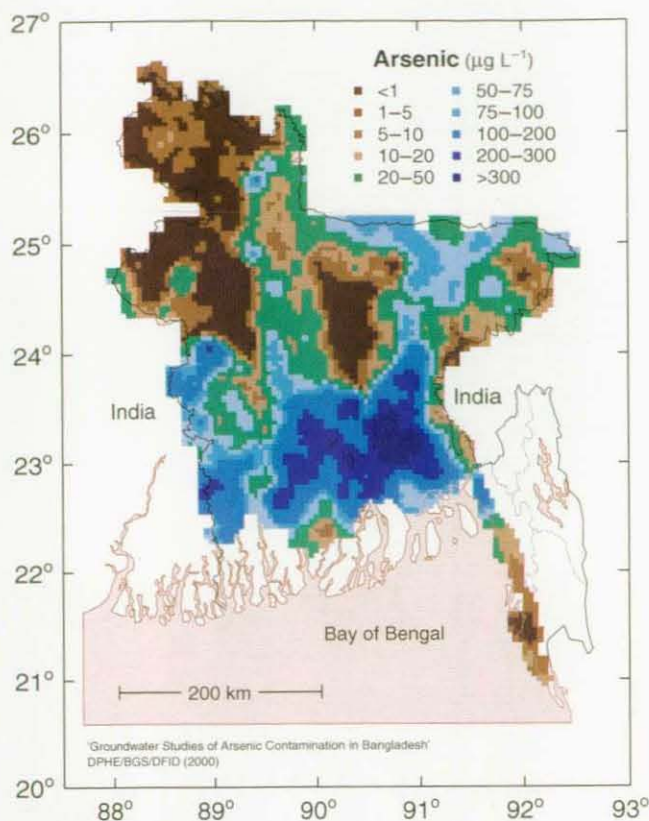 27°
26°
25°
24°
23°
22°
21°
20°
Arsenic (µg L⁻¹)
<1
1–5
5–10
10–20
20–50
50–75
75–100
100–200
200–300
>300
India
India
Bay of Bengal
200 km
'Groundwater Studies of Arsenic Contamination in Bangladesh'
DPHE/BGS/DFID (2000)
88° 89° 90° 91° 92° 93°